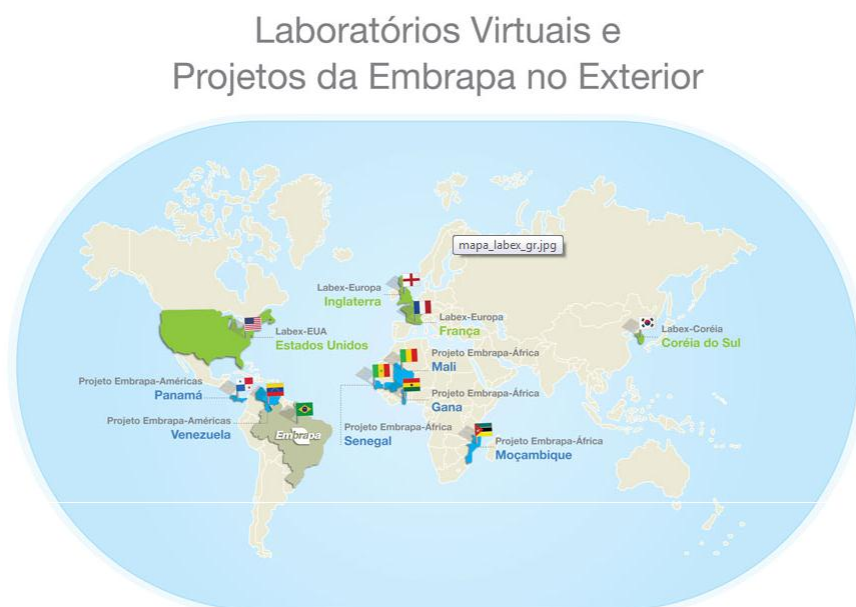 Laboratórios Virtuais e
Projetos da Embrapa no Exterior
mapa_labex_gr.jpg
Labex-Europa
Inglaterra
Labex-Europa
França
Labex-EUA
Estados Unidos
Labex-Coréia
Coréia do Sul
Projeto Embrapa-África
Mali
Projeto Embrapa-Américas
Panamá
Projeto Embrapa-África
Gana
Projeto Embrapa-Américas
Venezuela
Embrapa
Projeto Embrapa-África
Senegal
Projeto Embrapa-África
Moçambique